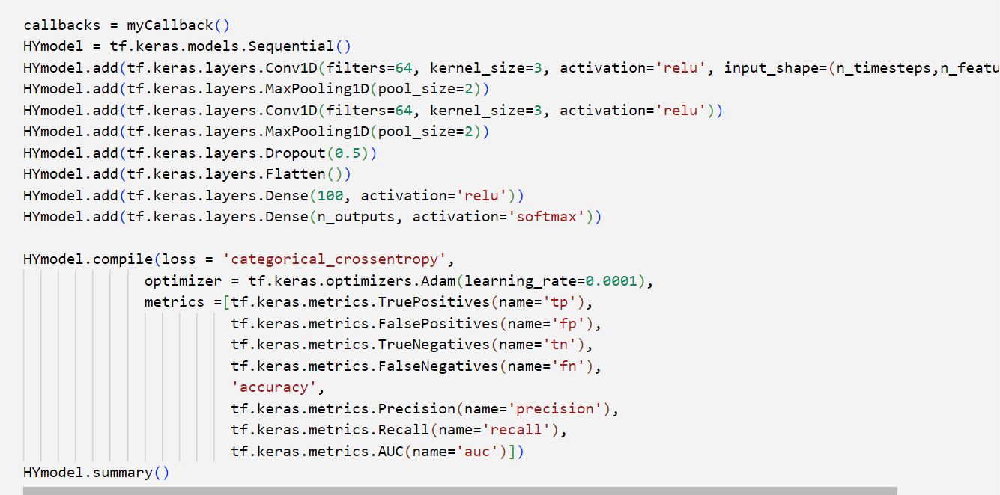 callbacks = myCallback()
HYmodel = tf.keras.models.Sequential()
HYmodel.add(tf.keras.layers.Conv1D(filters=64, kernel_size=3, activation='relu', input_shape=(n_timesteps,n_featu
HYmodel.add(tf.keras.layers.MaxPooling1D(pool_size=2))
HYmodel.add(tf.keras.layers.Conv1D(filters=64, kernel_size=3, activation='relu'))
HYmodel.add(tf.keras.layers.MaxPooling1D(pool_size=2))
HYmodel.add(tf.keras.layers.Dropout(0.5))
HYmodel.add(tf.keras.layers.Flatten())
HYmodel.add(tf.keras.layers.Dense(100, activation='relu'))
HYmodel.add(tf.keras.layers.Dense(n_outputs, activation='softmax'))

HYmodel.compile(loss = 'categorical_crossentropy',
              optimizer = tf.keras.optimizers.Adam(learning_rate=0.0001),
              metrics =[tf.keras.metrics.TruePositives(name='tp'),
                        tf.keras.metrics.FalsePositives(name='fp'),
                        tf.keras.metrics.TrueNegatives(name='tn'),
                        tf.keras.metrics.FalseNegatives(name='fn'),
                        'accuracy',
                        tf.keras.metrics.Precision(name='precision'),
                        tf.keras.metrics.Recall(name='recall'),
                        tf.keras.metrics.AUC(name='auc')])
HYmodel.summary()